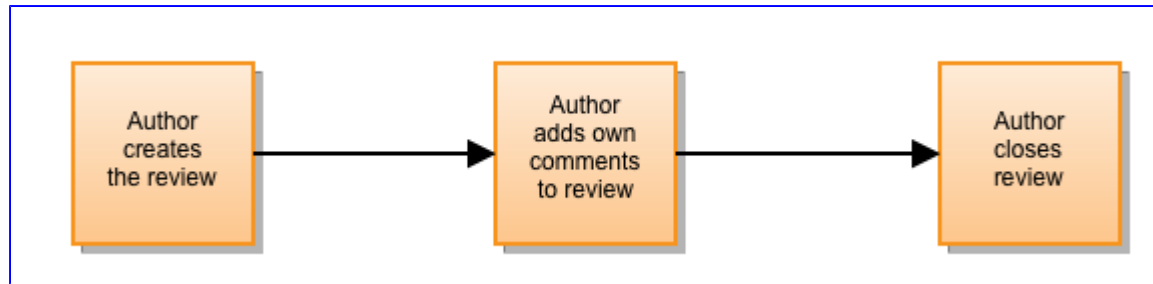 Author
creates
the review
Author
adds own
comments
to review
Author
closes
review